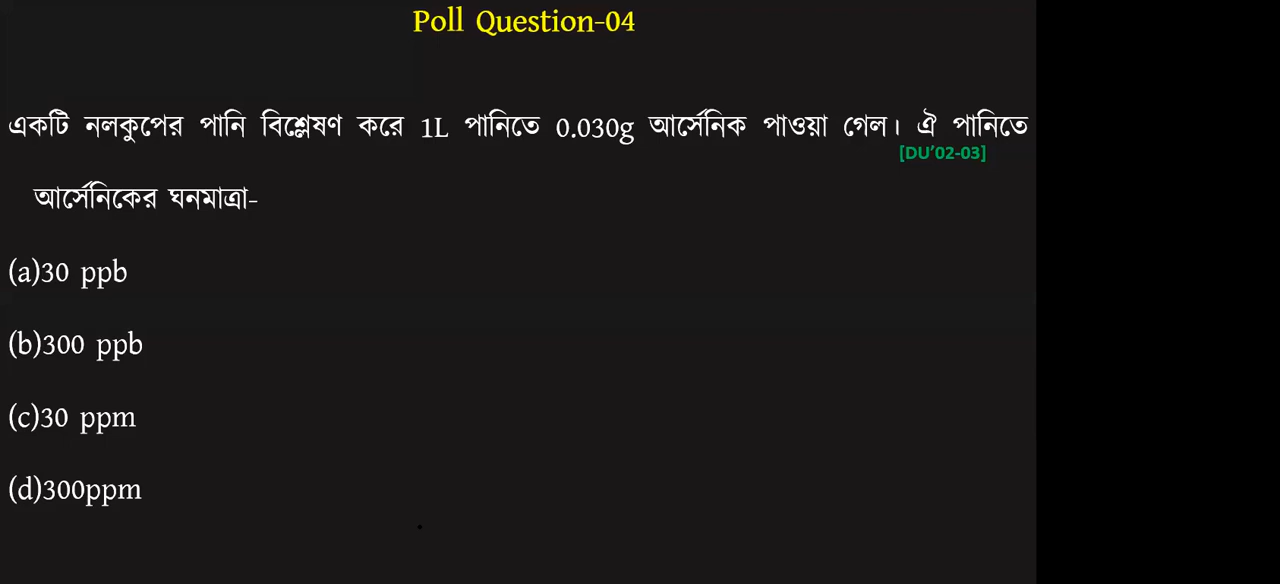 Poll Question-04
একটি নলকুপের পানি বিশ্লেষণ করে 1L পানিতে 0.030g আর্সেনিক পাওয়া গেল। ঐ পানিতে
[DU’02-03]
আর্সেনিকের ঘনমাত্রা-
(a)30 ppb
(b)300 ppb
(c)30 ppm
(d)300ppm